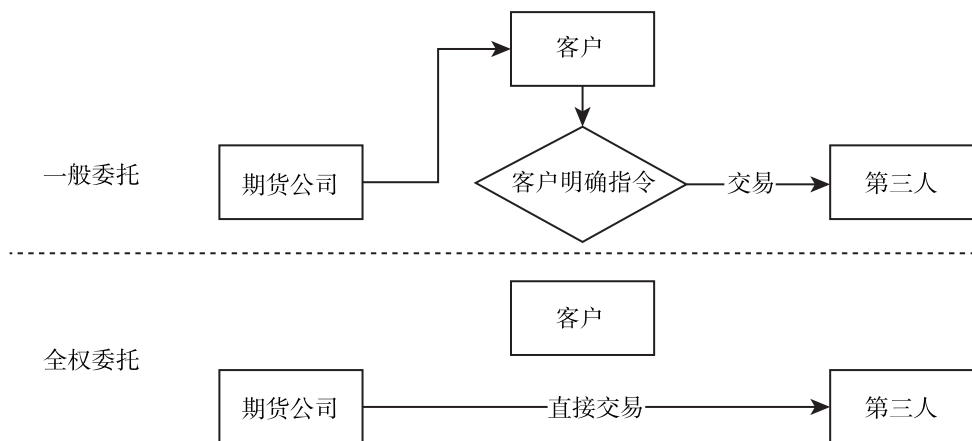 客户
一般委托
期货公司
客户明确指令
交易
第三人
客户
全权委托
期货公司
直接交易
第三人